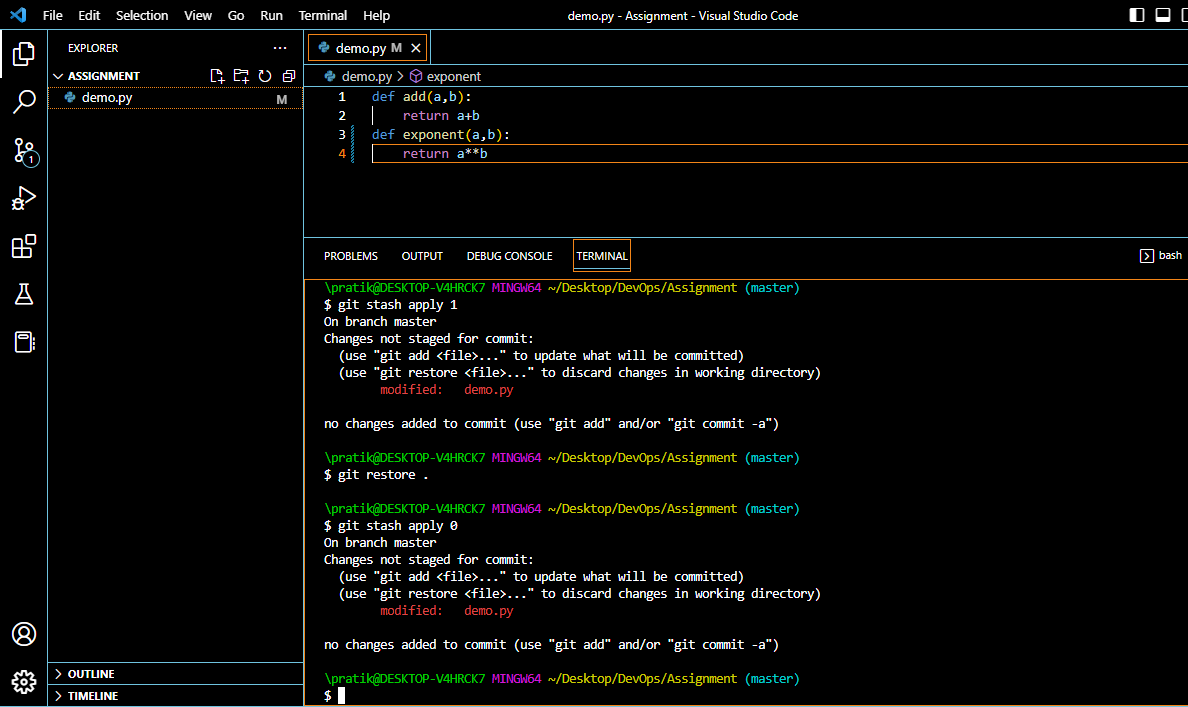 File Edit Selection View Go Run Terminal Help
demo.py - Assignment - Visual Studio Code
EXPLORER
ASSIGNMENT
demo.py M
1
OUTLINE
TIMELINE
demo.py M
demo.py > exponent
1 def add(a,b):
2 return a+b
3 def exponent(a,b):
4 return a**b
PROBLEMS OUTPUT DEBUG CONSOLE TERMINAL
bash
\pratik@DESKTOP-V4HRCK7 MINGW64 ~/Desktop/DevOps/Assignment (master)
$ git stash apply 1
On branch master
Changes not staged for commit:
(use "git add <file>..." to update what will be committed)
(use "git restore <file>..." to discard changes in working directory)
modified: demo.py
no changes added to commit (use "git add" and/or "git commit -a")
\pratik@DESKTOP-V4HRCK7 MINGW64 ~/Desktop/DevOps/Assignment (master)
$ git restore .
\pratik@DESKTOP-V4HRCK7 MINGW64 ~/Desktop/DevOps/Assignment (master)
$ git stash apply 0
On branch master
Changes not staged for commit:
(use "git add <file>..." to update what will be committed)
(use "git restore <file>..." to discard changes in working directory)
modified: demo.py
no changes added to commit (use "git add" and/or "git commit -a")
\pratik@DESKTOP-V4HRCK7 MINGW64 ~/Desktop/DevOps/Assignment (master)
$